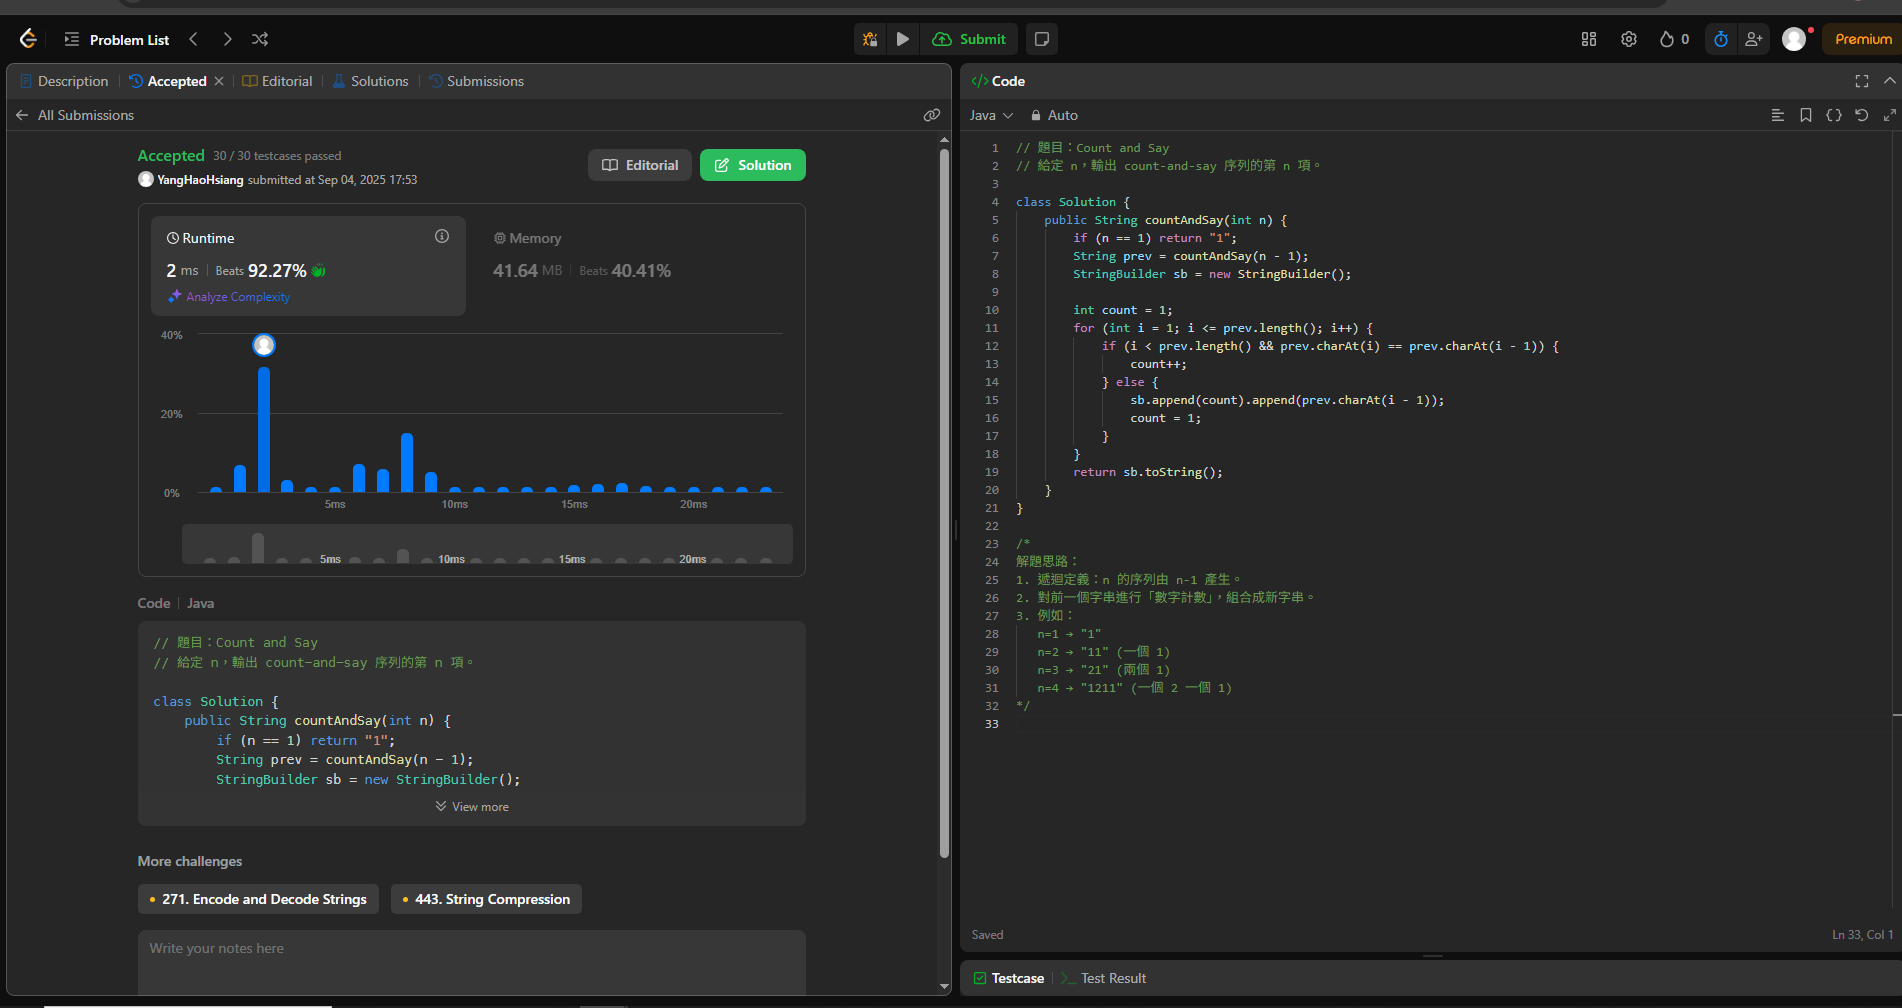 Problem List
Submit
0
Premium
Description
Accepted
Editorial
Solutions
Submissions
All Submissions
Accepted 30 / 30 testcases passed
YangHaoHsiang submitted at Sep 04, 2025 17:53
Editorial
Solution
Runtime
2 ms Beats 92.27%
Analyze Complexity
Memory
41.64 MB Beats 40.41%
40%
20%
0%
5ms 10ms 15ms 20ms
5ms 10ms 15ms 20ms
Code Java
// 題目：Count and Say
// 給定 n，輸出 count-and-say 序列的第 n 項。
class Solution {
public String countAndSay(int n) {
if (n == 1) return "1";
String prev = countAndSay(n - 1);
StringBuilder sb = new StringBuilder();
View more
More challenges
271. Encode and Decode Strings
443. String Compression
Write your notes here
Code
Java Auto
1 // 題目：Count and Say
2 // 給定 n，輸出 count-and-say 序列的第 n 項。
3
4 class Solution {
5 public String countAndSay(int n) {
6 if (n == 1) return "1";
7 String prev = countAndSay(n - 1);
8 StringBuilder sb = new StringBuilder();
9
10 int count = 1;
11 for (int i = 1; i <= prev.length(); i++) {
12 if (i < prev.length() && prev.charAt(i) == prev.charAt(i - 1)) {
13 count++;
14 } else {
15 sb.append(count).append(prev.charAt(i - 1));
16 count = 1;
17 }
18 }
19 return sb.toString();
20 }
21 }
22
23 /*
24 解題思路：
25 1. 遞迴定義：n 的序列由 n-1 產生。
26 2. 對前一個字串進行「數字計數」，組合成新字串。
27 3. 例如：
28 n=1 → "1"
29 n=2 → "11" (一個 1)
30 n=3 → "21" (兩個 1)
31 n=4 → "1211" (一個 2 一個 1)
32 */
33
Saved
Ln 33, Col 1
Testcase
Test Result